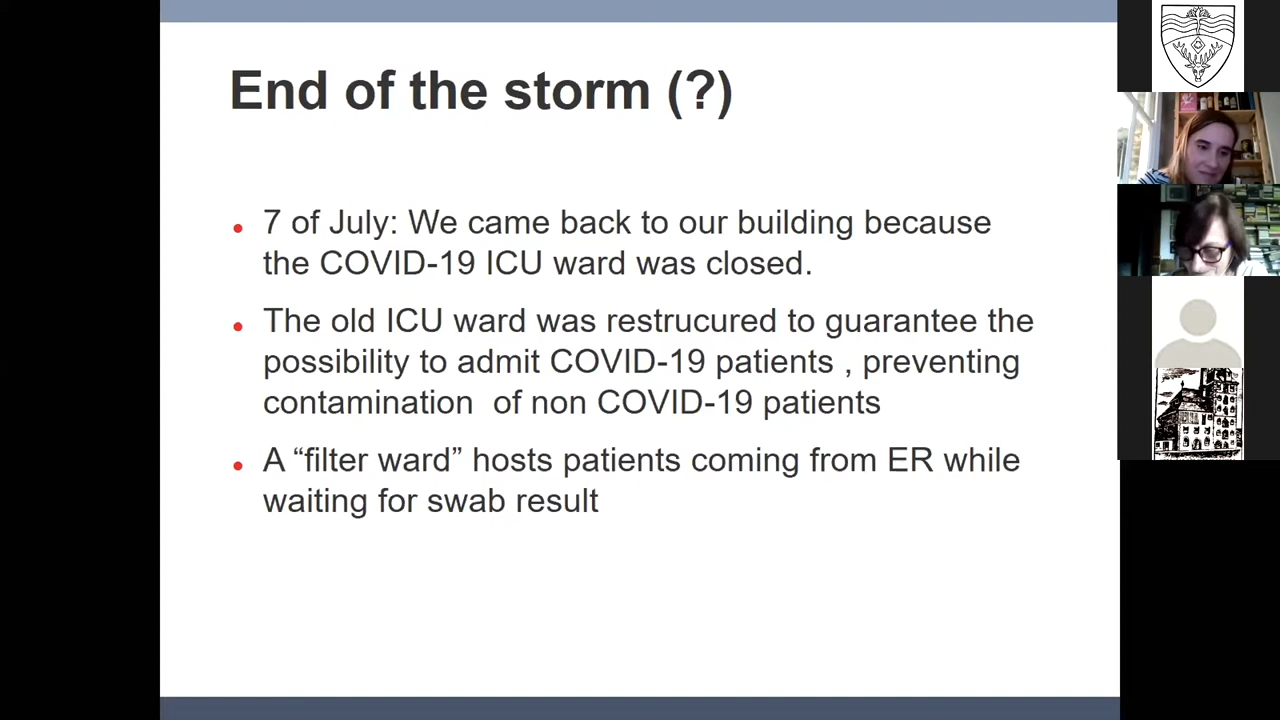 End of the storm (?)
• 7 of July: We came back to our building because
the COVID-19 ICU ward was closed.
• The old ICU ward was restrucured to guarantee the
possibility to admit COVID-19 patients , preventing
contamination  of non COVID-19 patients
• A “filter ward” hosts patients coming from ER while
waiting for swab result